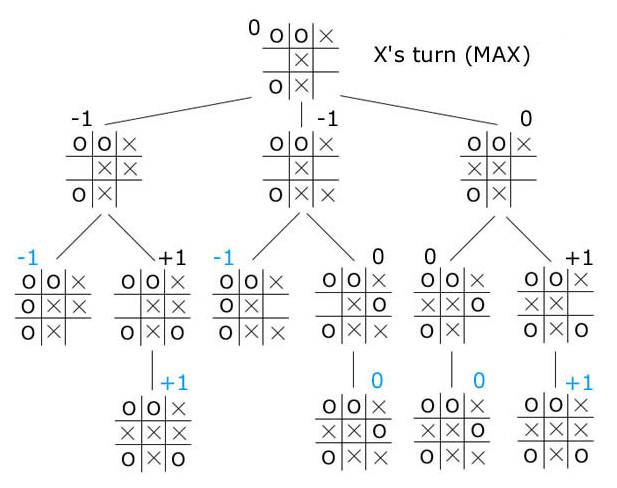 0 O O ×
X's turn (MAX)
×
O ×
-1 -1 0
O O × O O × O O ×
× × × × ×
O × O × × O ×
-1 +1 -1 0 0 +1
O O × O O × O O × O O × O O × O O ×
O × × × × O × × O × × O × ×
O × O × O O × × O × × O × O × O
+1 0 0 +1
O O × O O × O O × O O ×
× × × × × O × × O × × ×
O × O O × × O × × O × O